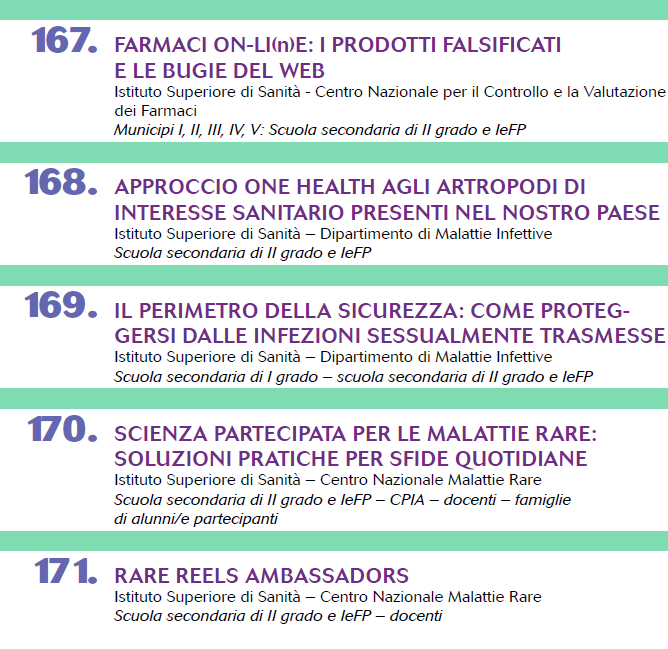 167. FARMACI ON-LI(n)E: I PRODOTTI FALSIFICATI
E LE BUGIE DEL WEB
Istituto Superiore di Sanità - Centro Nazionale per il Controllo e la Valutazione
dei Farmaci
Municipi I, II, III, IV, V: Scuola secondaria di II grado e IeFP
168. APPROCCIO ONE HEALTH AGLI ARTROPODI DI
INTERESSE SANITARIO PRESENTI NEL NOSTRO PAESE
Istituto Superiore di Sanità – Dipartimento di Malattie Infettive
Scuola secondaria di II grado e IeFP
169. IL PERIMETRO DELLA SICUREZZA: COME PROTEG-
GERSI DALLE INFEZIONI SESSUALMENTE TRASMESSE
Istituto Superiore di Sanità – Dipartimento di Malattie Infettive
Scuola secondaria di I grado – scuola secondaria di II grado e IeFP
170. SCIENZA PARTECIPATA PER LE MALATTIE RARE:
SOLUZIONI PRATICHE PER SFIDE QUOTIDIANE
Istituto Superiore di Sanità – Centro Nazionale Malattie Rare
Scuola secondaria di II grado e IeFP – CPIA – docenti – famiglie
di alunni/e partecipanti
171. RARE REELS AMBASSADORS
Istituto Superiore di Sanità – Centro Nazionale Malattie Rare
Scuola secondaria di II grado e IeFP – docenti